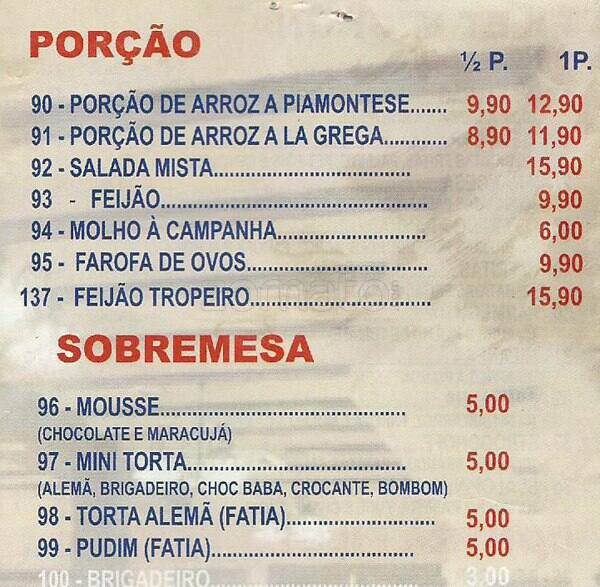 PORÇÃO
½ P. 1P.
90 - PORÇÃO DE ARROZ A PIAMONTESE....... 9,90 12,90
91 - PORÇÃO DE ARROZ A LA GREGA............ 8,90 11,90
92 - SALADA MISTA..................................... 15,90
93 - FEIJÃO....................................... 9,90
94 - MOLHO À CAMPANHA............................ 6,00
95 - FAROFA DE OVOS................................. 9,90
137 - FEIJÃO TROPEIRO................................. 15,90
zomato
SOBREMESA
96 - MOUSSE............................................. 5,00
(CHOCOLATE E MARACUJÁ)
97 - MINI TORTA........................................ 5,00
(ALEMÃ, BRIGADEIRO, CHOC BABA, CROCANTE, BOMBOM)
98 - TORTA ALEMÃ (FATIA)........................... 5,00
99 - PUDIM (FATIA)........................................ 5,00
100 - BRIGADEIRO..................................... 3,00